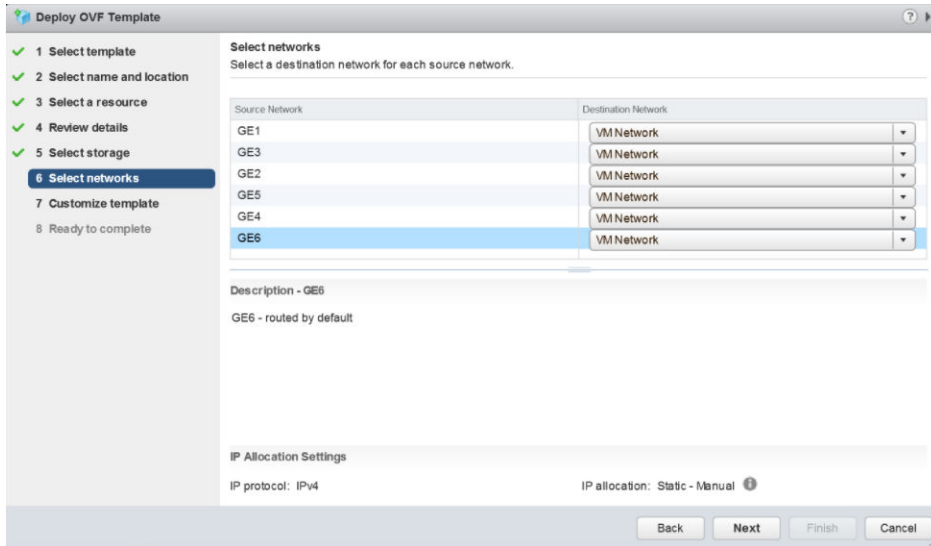 Deploy OVF Template
?
1 Select template
2 Select name and location
3 Select a resource
4 Review details
5 Select storage
6 Select networks
7 Customize template
8 Ready to complete
Select networks
Select a destination network for each source network.
Source Network Destination Network
GE1 VM Network
GE3 VM Network
GE2 VM Network
GE5 VM Network
GE4 VM Network
GE6 VM Network
Description - GE6
GE6 - routed by default
IP Allocation Settings
IP protocol: IPv4 IP allocation: Static - Manual i
Back Next Finish Cancel